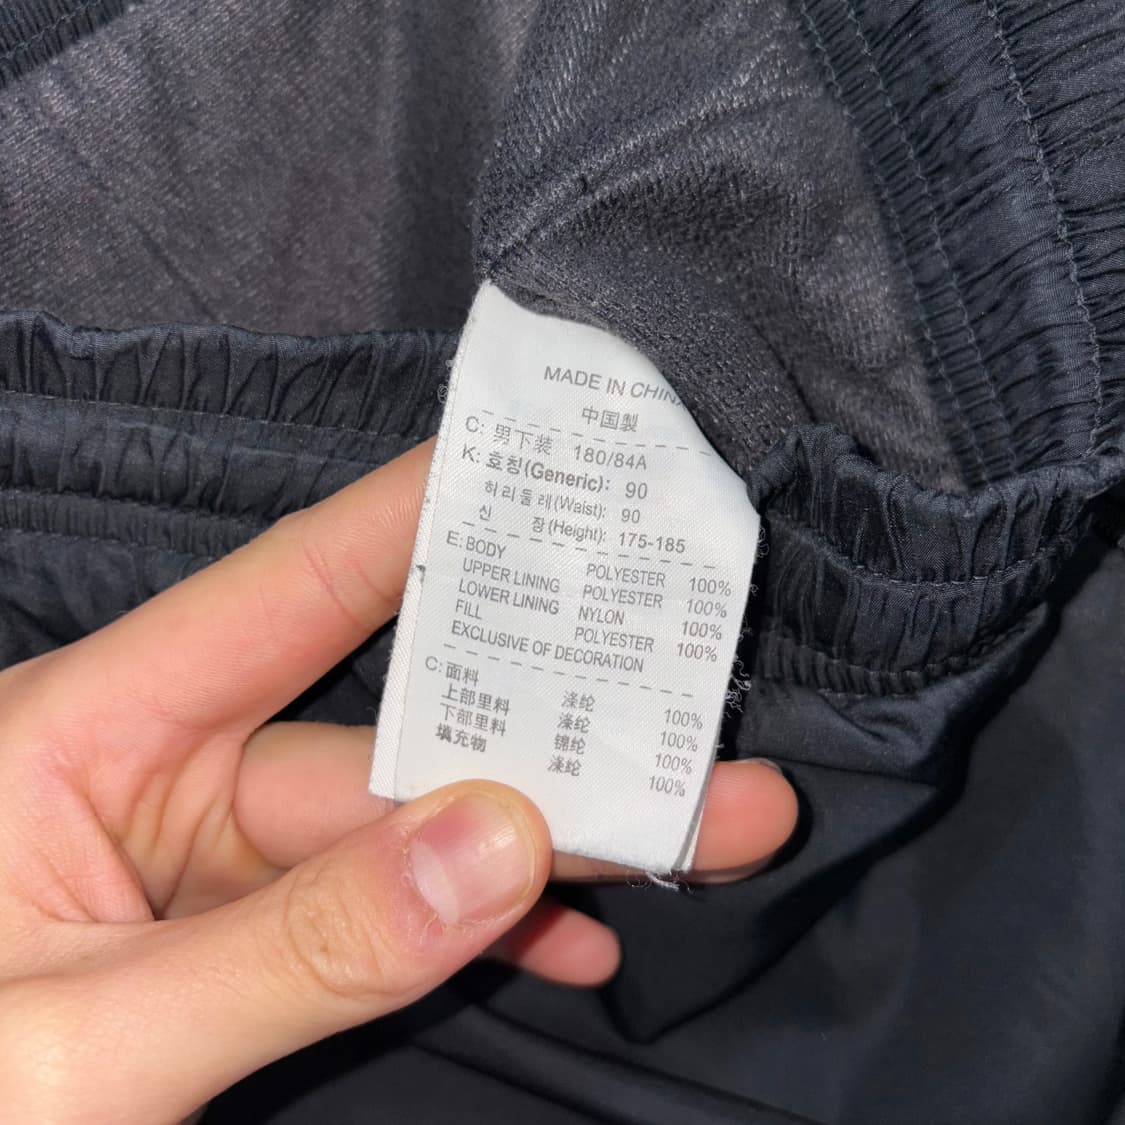 MADE IN CHINA
中国製
C: 男下装 180/84A
K: 호칭(Generic): 90
허리둘레(Waist): 90
신 장(Height): 175-185
E: BODY POLYESTER 100%
UPPER LINING POLYESTER 100%
LOWER LINING NYLON 100%
FILL POLYESTER 100%
EXCLUSIVE OF DECORATION
C: 面料 涤纶 100%
上部里料 涤纶 100%
下部里料 锦纶 100%
填充物 涤纶 100%